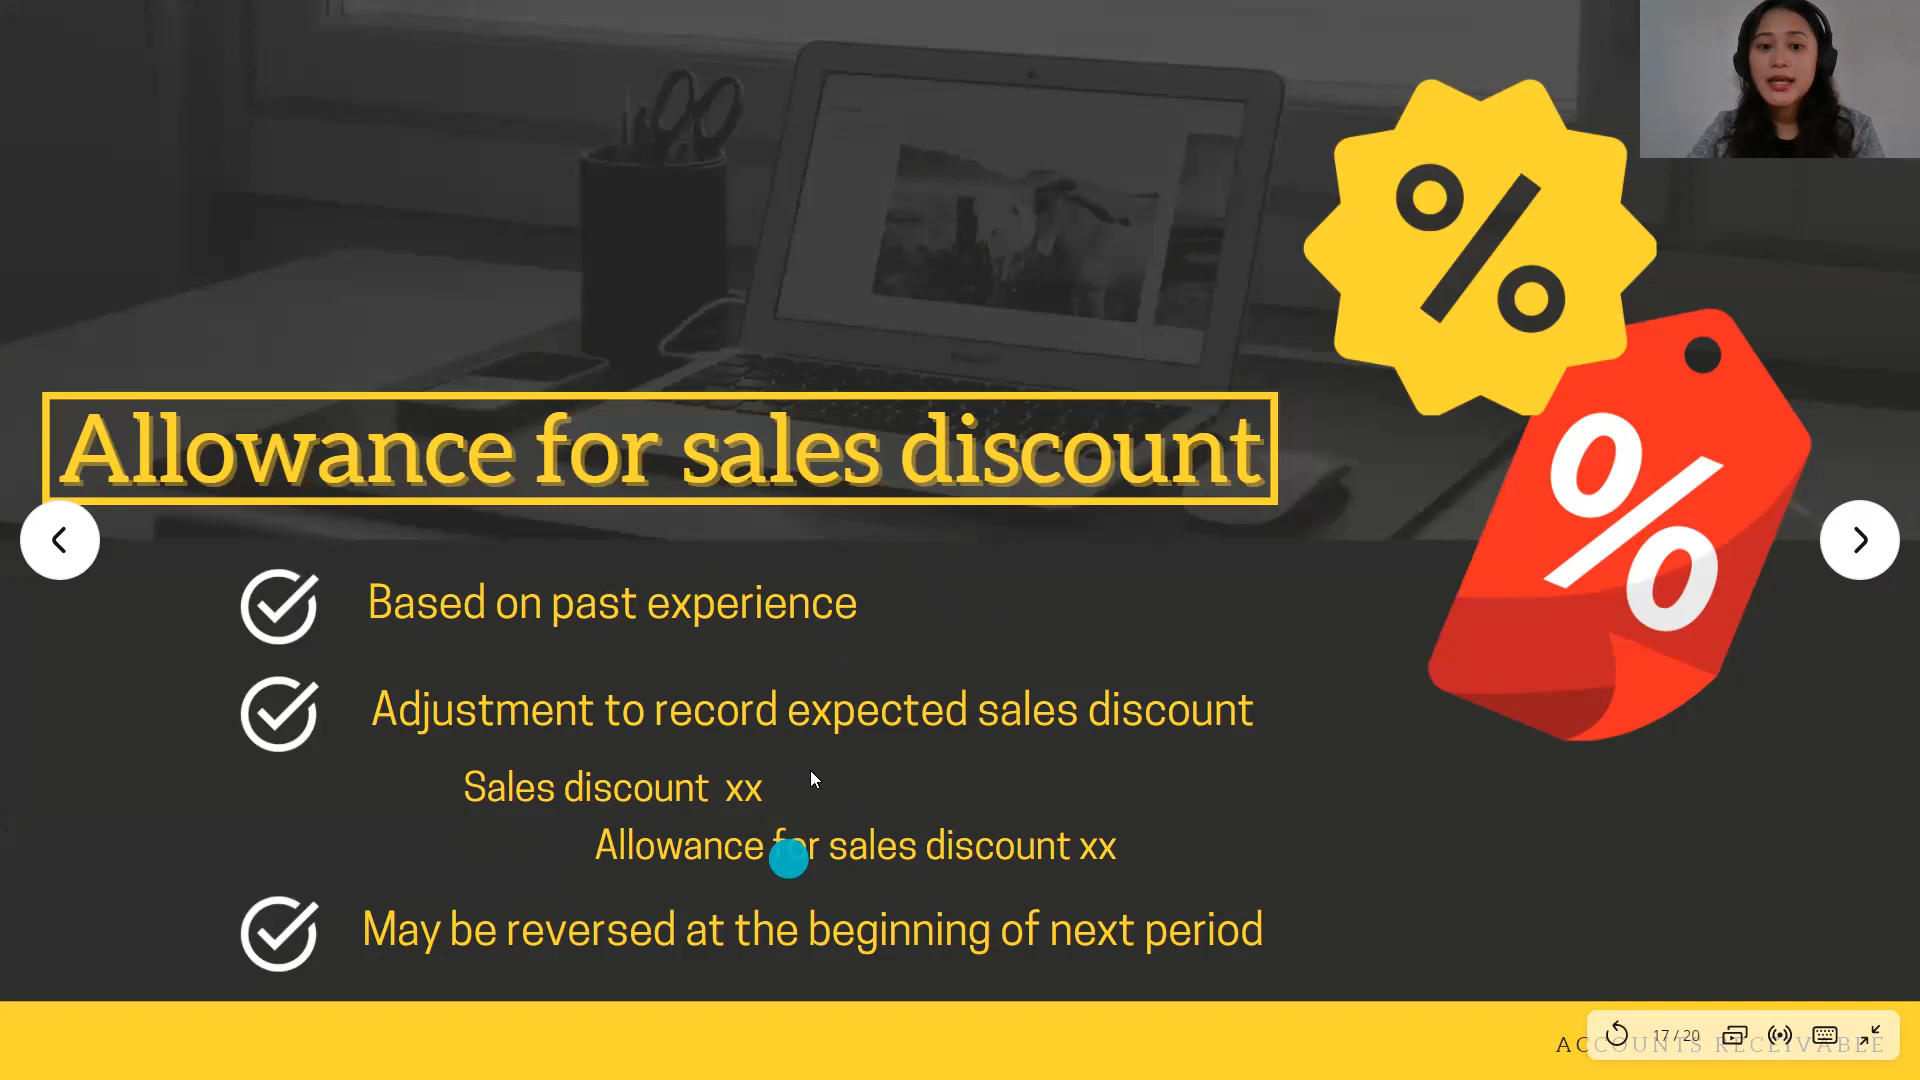 Allowance for sales discount
Based on past experience
Adjustment to record expected sales discount
Sales discount xx
Allowance for sales discount xx
May be reversed at the beginning of next period
17 / 20
ACCOUNTS RECEIVABLE
%
%